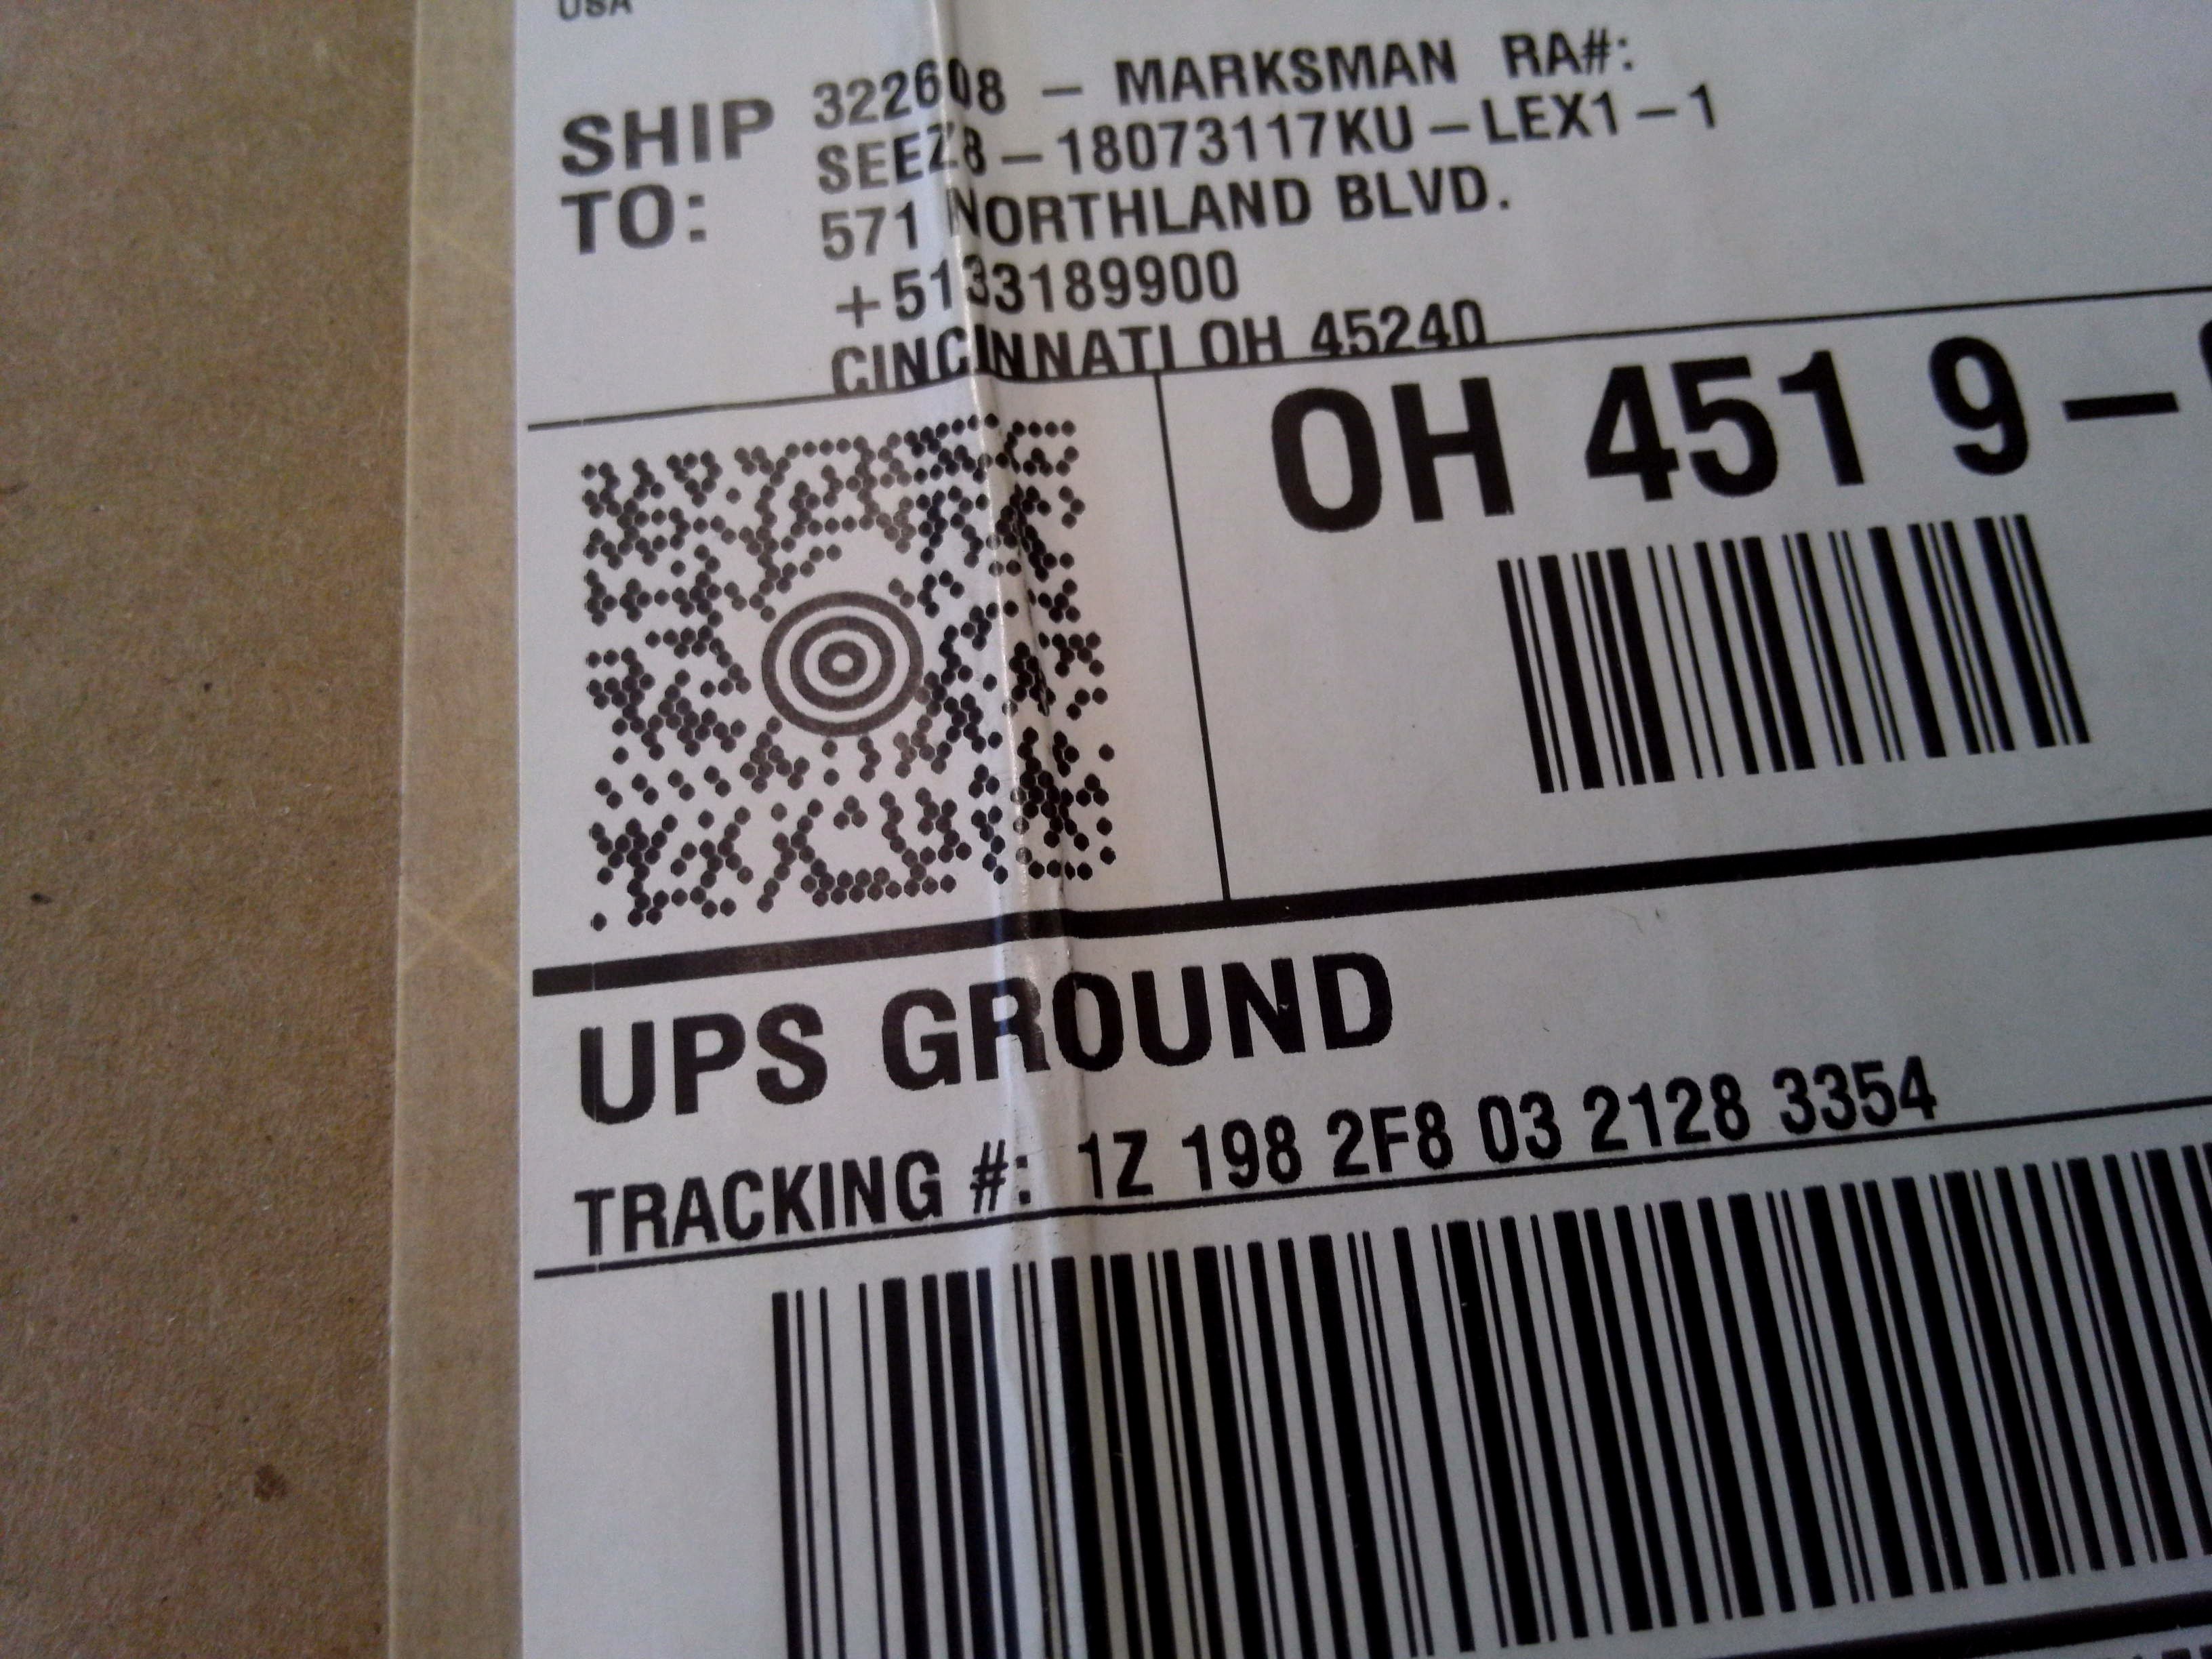 USA
SHIP TO:
322608 – MARKSMAN RA#:
SEEZ8–18073117KU–LEX1–1
571 NORTHLAND BLVD.
+5133189900
CINCINNATI OH 45240
OH 451 9–
UPS GROUND
TRACKING #: 1Z 198 2F8 03 2128 3354